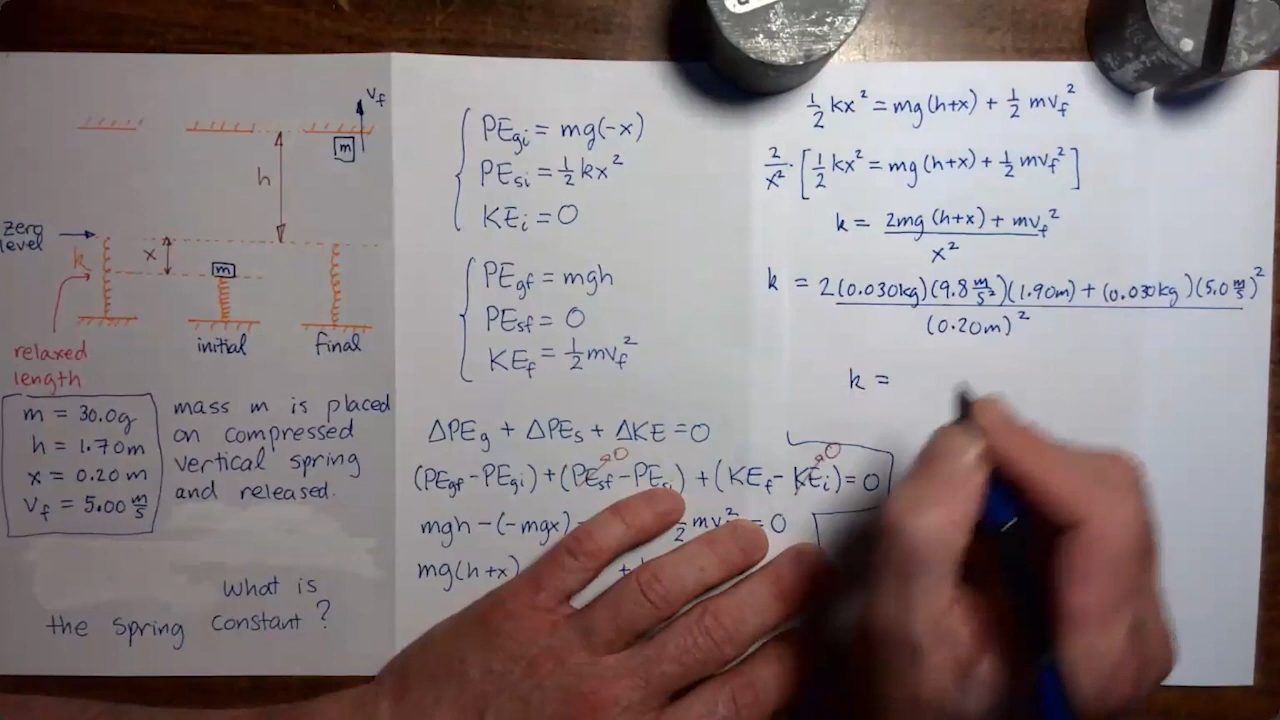 v_f
m
h
zero
level
k
x
m
initial
final
relaxed
length
m = 30.0g
h = 1.70m
x = 0.20m
v_f = 5.00 m/s
mass m is placed
on compressed
vertical spring
and released.
What is
the spring constant?
PE_gi = mg(-x)
PE_si = ½kx²
KE_i = 0
PE_gf = mgh
PE_sf = 0
KE_f = ½mv_f²
ΔPE_g + ΔPE_s + ΔKE = 0
(PE_gf - PE_gi) + (PE_sf - PE_si) + (KE_f - KE_i) = 0
0
0
mgh - (-mgx) ½mv² = 0
mg(h+x) +
½kx² = mg(h+x) + ½mv_f²
2/x² · [½kx² = mg(h+x) + ½mv_f²]
k = (2mg(h+x) + mv_f²)/x²
k = (2(0.030kg)(9.8 m/s²)(1.90m) + (0.030kg)(5.0 m/s)²)/(0.20m)²
k =